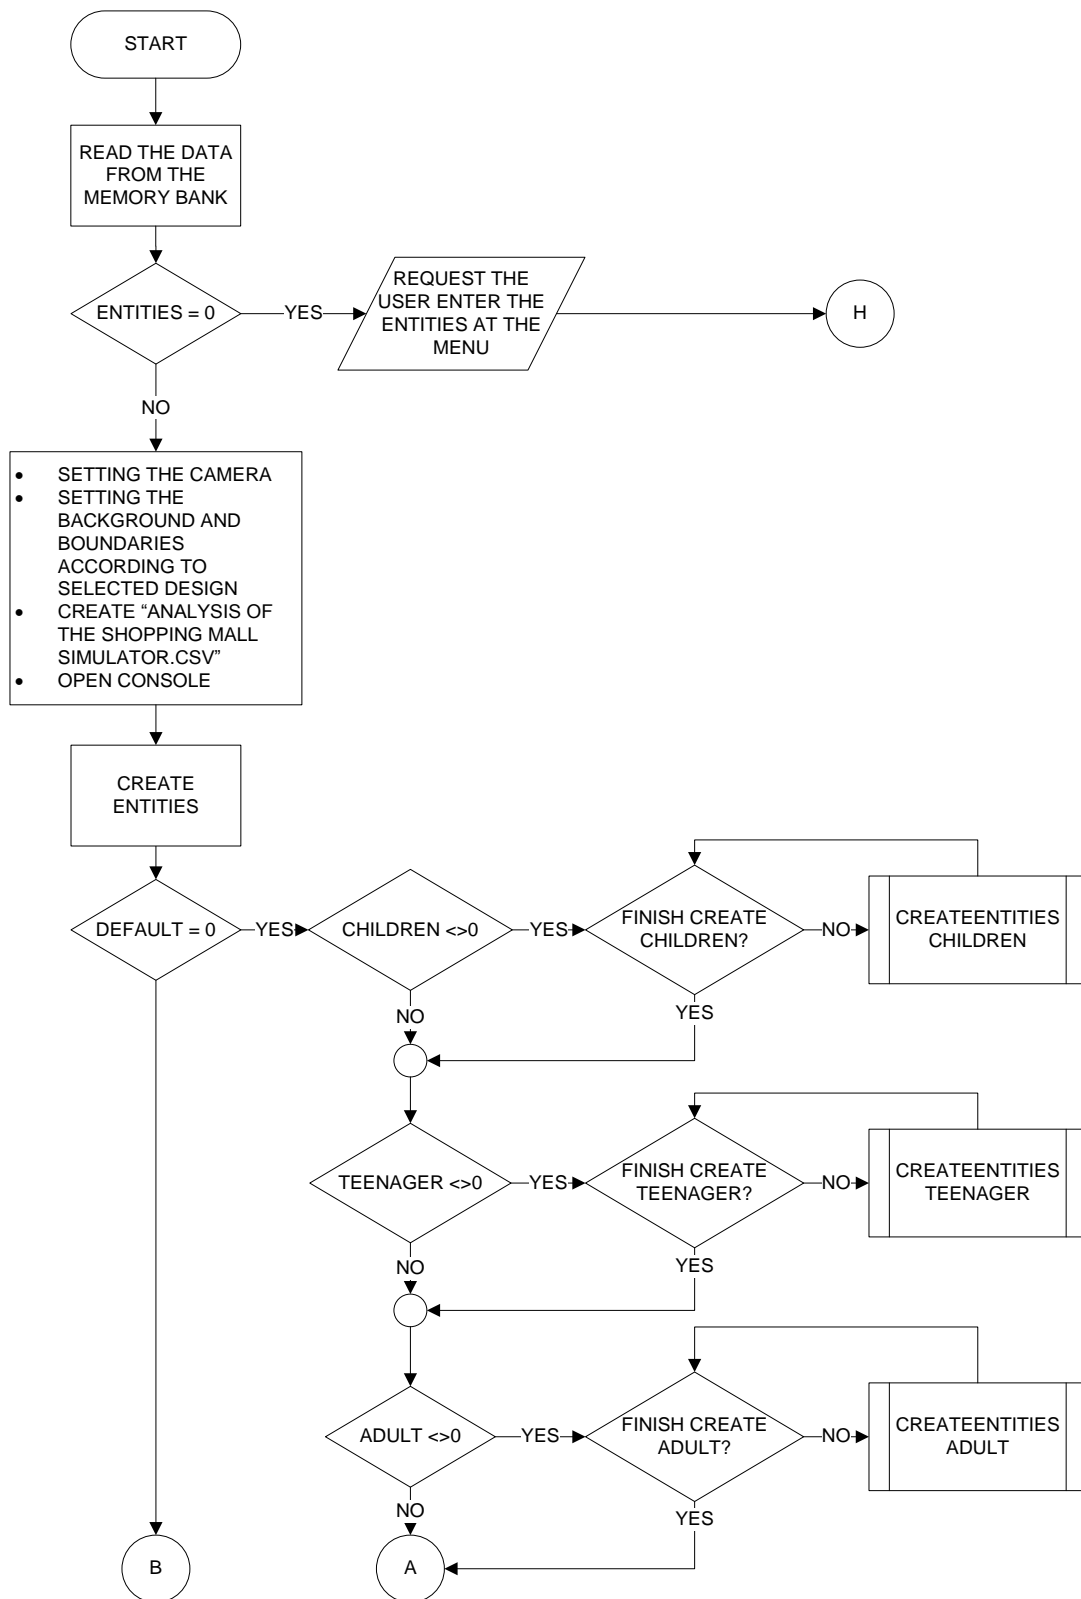 START
READ THE DATA
FROM THE
MEMORY BANK
ENTITIES = 0
YES
REQUEST THE
USER ENTER THE
ENTITIES AT THE
MENU
H
NO
• SETTING THE CAMERA
• SETTING THE
BACKGROUND AND
BOUNDARIES
ACCORDING TO
SELECTED DESIGN
• CREATE “ANALYSIS OF
THE SHOPPING MALL
SIMULATOR.CSV”
• OPEN CONSOLE
CREATE
ENTITIES
DEFAULT = 0
YES
CHILDREN <>0
YES
FINISH CREATE
CHILDREN?
NO
CREATEENTITIES
CHILDREN
NO
YES
TEENAGER <>0
YES
FINISH CREATE
TEENAGER?
NO
CREATEENTITIES
TEENAGER
NO
YES
ADULT <>0
YES
FINISH CREATE
ADULT?
NO
CREATEENTITIES
ADULT
NO
YES
B
A